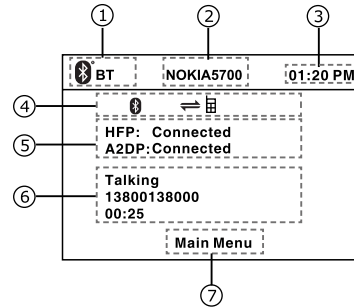 ① ② ③
BT NOKIA5700 01:20 PM
④
⑤ HFP: Connected
A2DP:Connected
⑥ Talking
13800138000
00:25
Main Menu
⑦